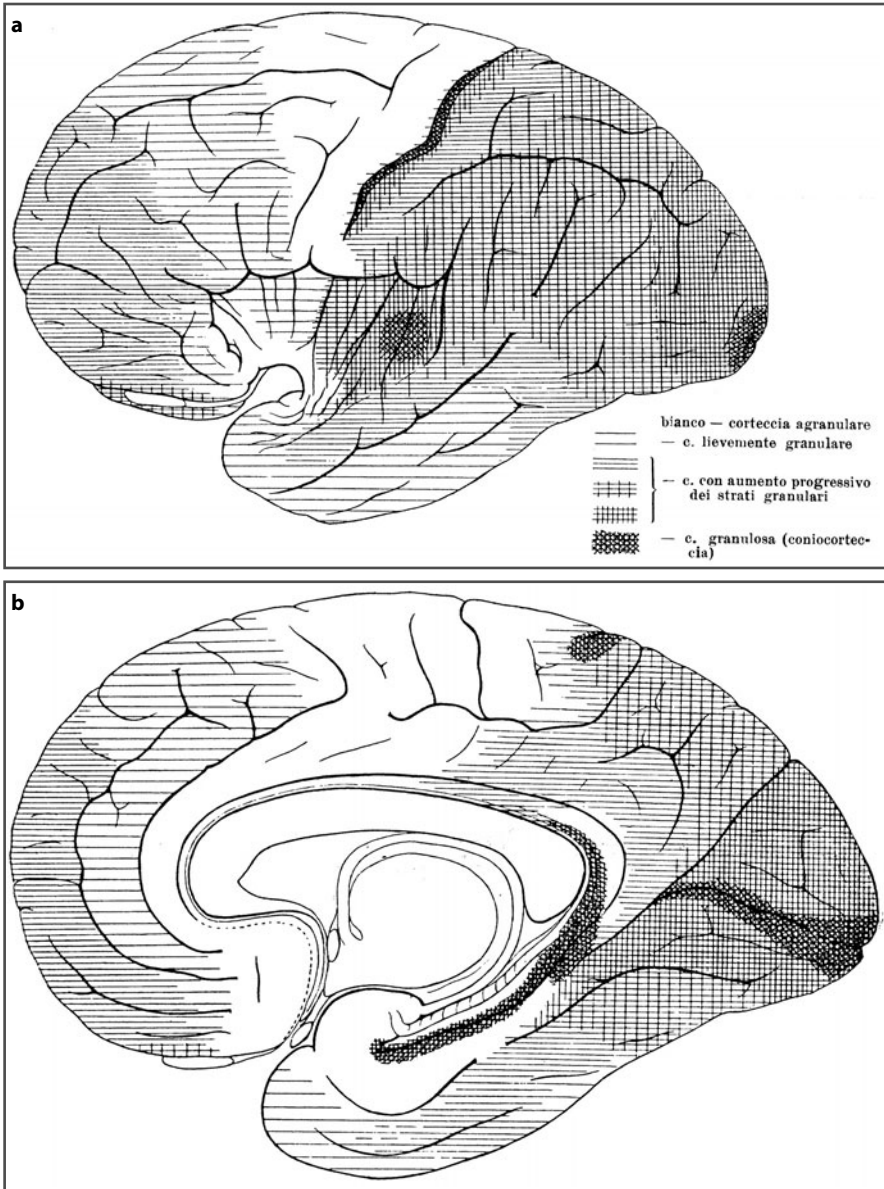 a
bianco — corteccia agranulare
— c. lievemente granulare
— c. con aumento progressivo
dei strati granulari
— c. granulosa (coniocortec-
cia)
b